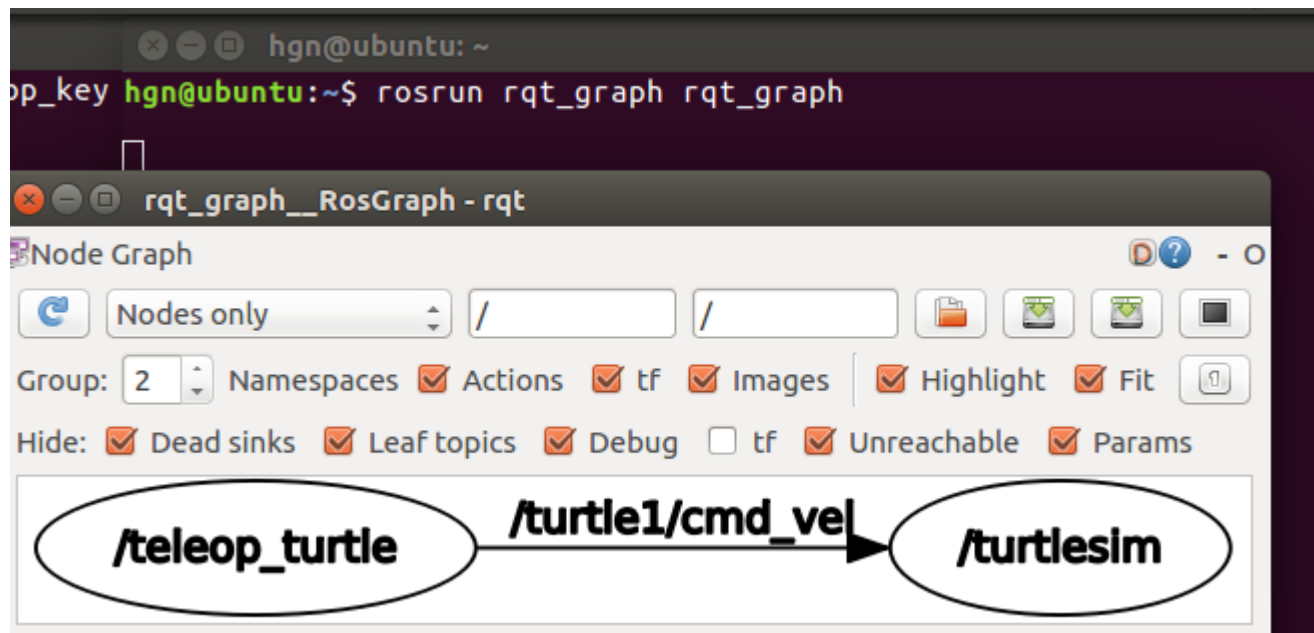 hgn@ubuntu: ~
op_key hgn@ubuntu:~$ rosrun rqt_graph rqt_graph
rqt_graph__RosGraph - rqt
Node Graph D ? - O
Nodes only / /
Group: 2 Namespaces Actions tf Images Highlight Fit
Hide: Dead sinks Leaf topics Debug tf Unreachable Params
/teleop_turtle /turtle1/cmd_vel /turtlesim